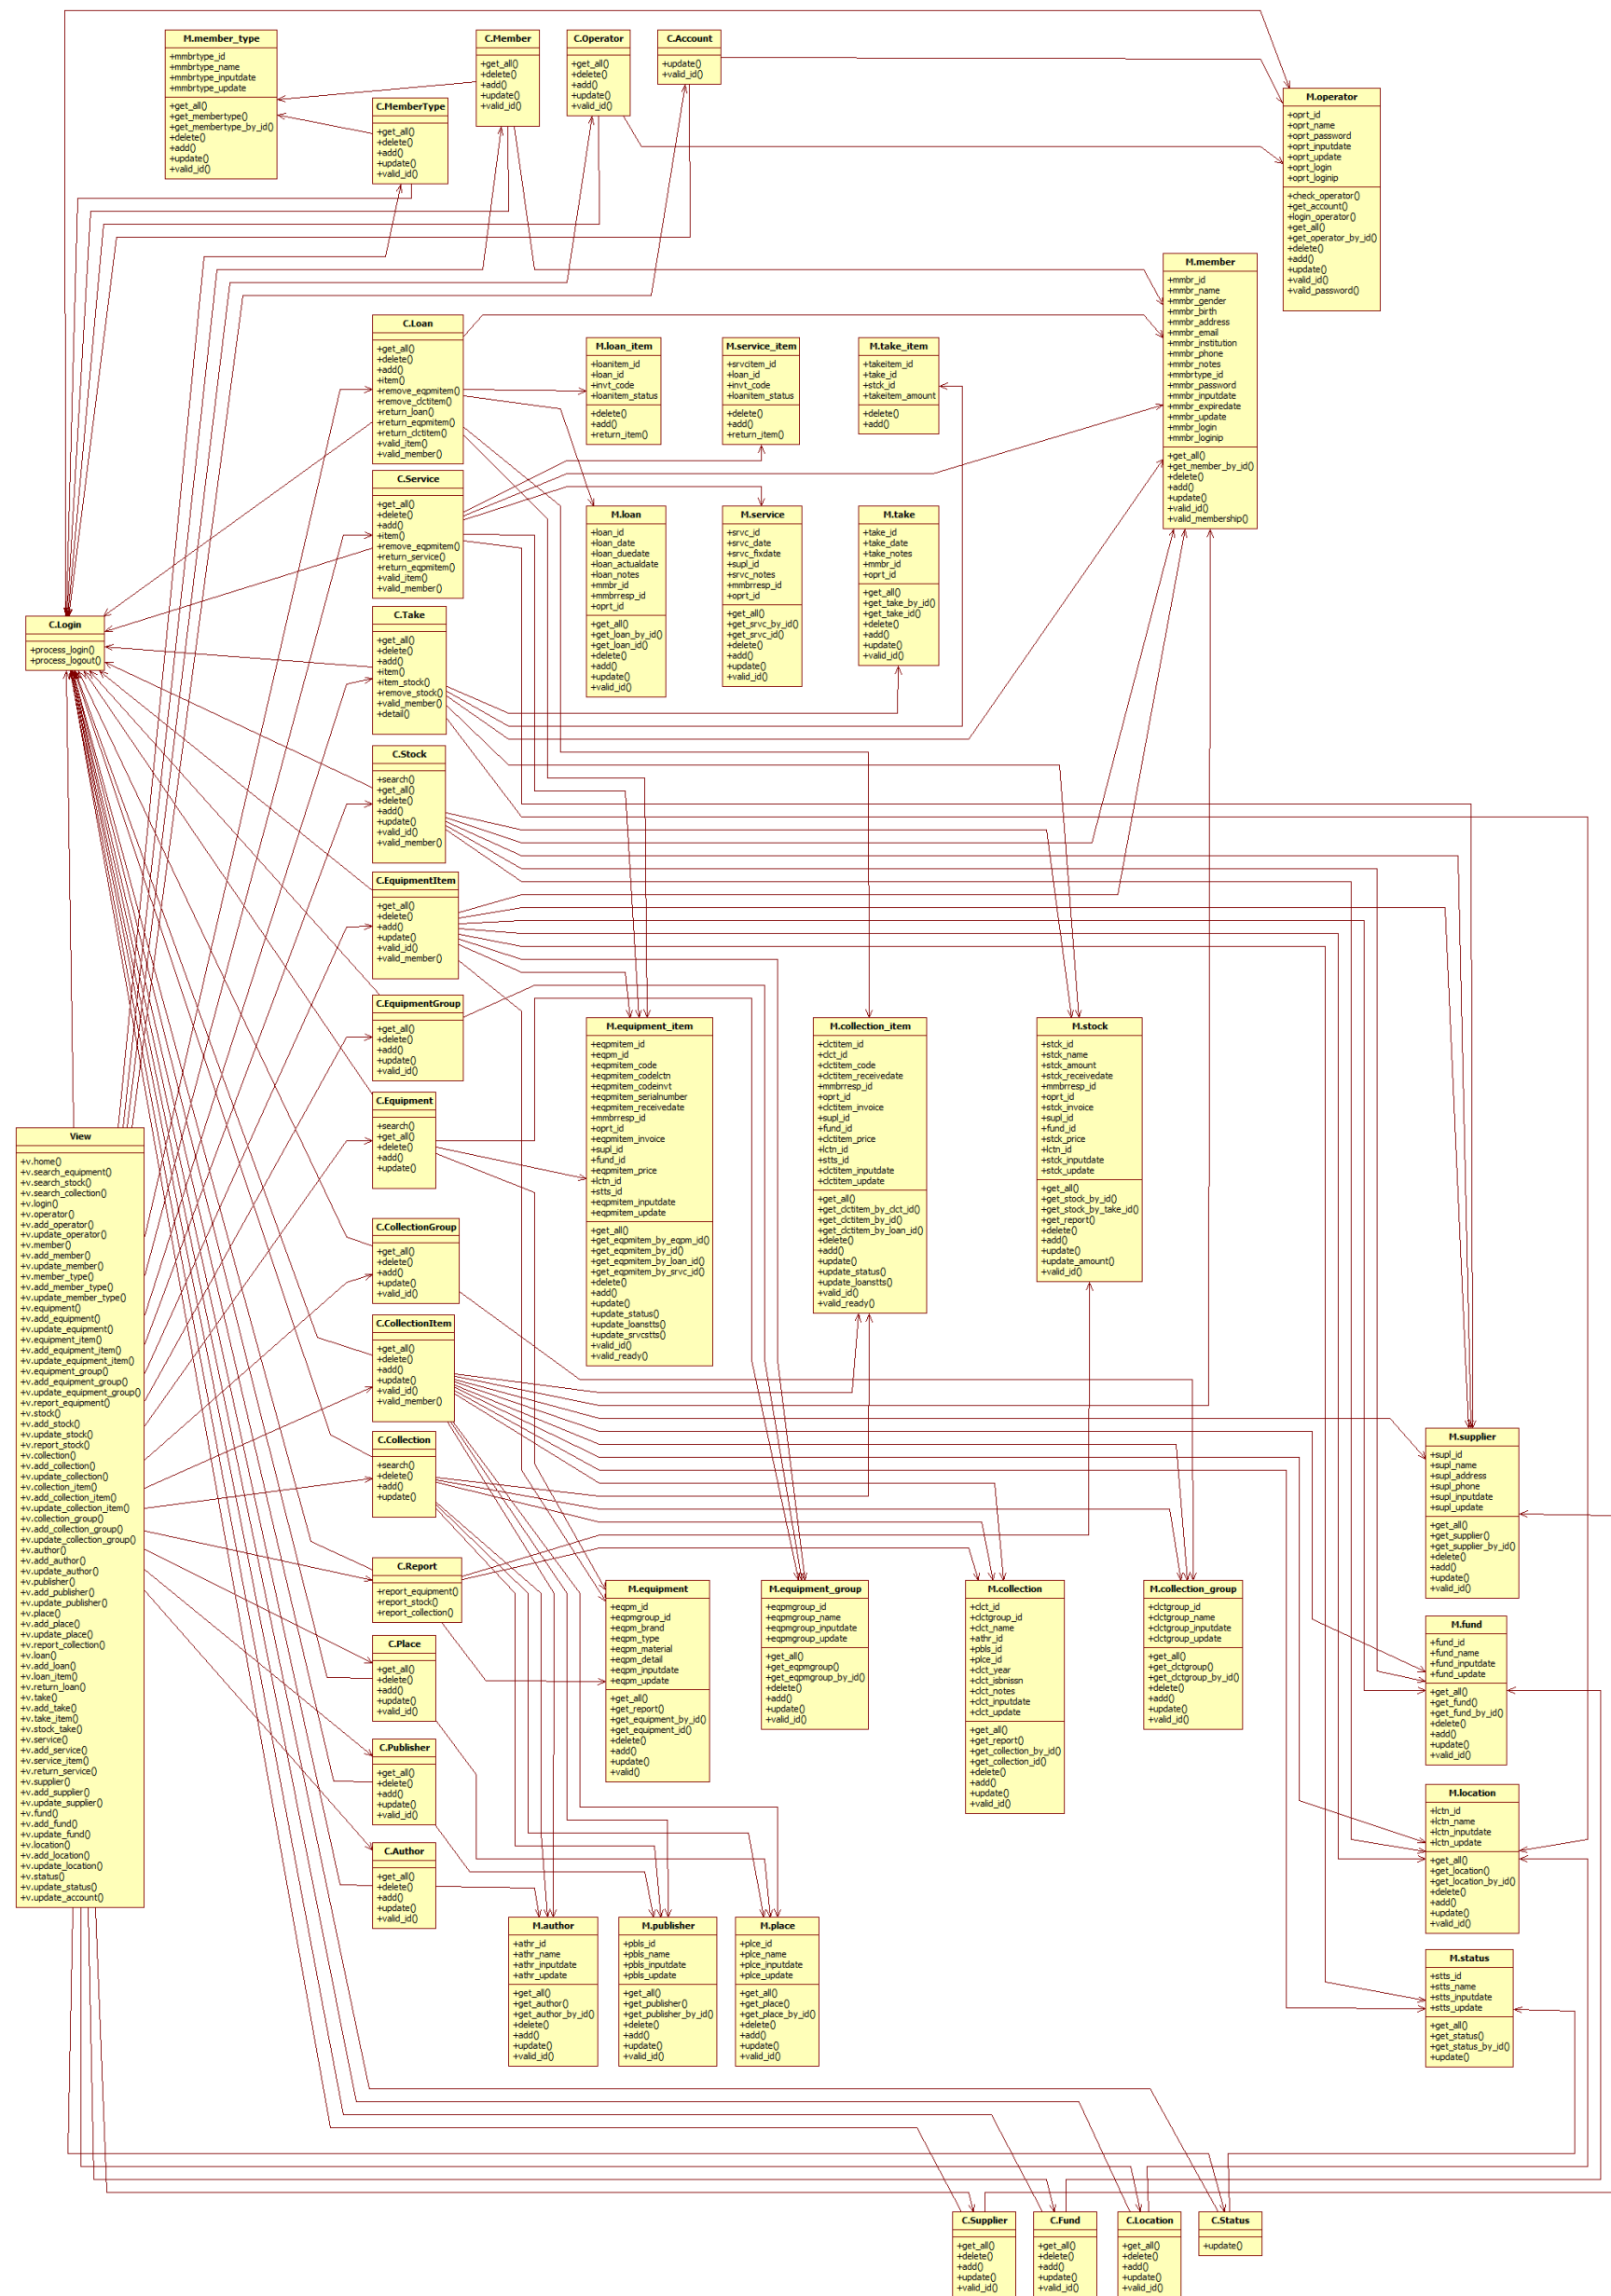 M.member_type
+mmbrtype_id
+mmbrtype_name
+mmbrtype_inputdate
+mmbrtype_update
+get_all()
+get_membertype()
+get_membertype_by_id()
+delete()
+add()
+update()
+valid_id()
C.MemberType
+get_all()
+delete()
+add()
+update()
+valid_id()
C.Member
+get_all()
+delete()
+add()
+update()
+valid_id()
C.Operator
+get_all()
+delete()
+add()
+update()
+valid_id()
C.Account
+update()
+valid_id()
M.operator
+oprt_id
+oprt_name
+oprt_password
+oprt_inputdate
+oprt_update
+oprt_login
+oprt_loginip
+check_operator()
+get_account()
+login_operator()
+get_all()
+get_operator_by_id()
+delete()
+add()
+update()
+valid_id()
+valid_password()
M.member
+mmbr_id
+mmbr_name
+mmbr_gender
+mmbr_birth
+mmbr_address
+mmbr_email
+mmbr_institution
+mmbr_phone
+mmbr_notes
+mmbrtype_id
+mmbr_password
+mmbr_inputdate
+mmbr_expiredate
+mmbr_update
+mmbr_login
+mmbr_loginip
+get_all()
+get_member_by_id()
+delete()
+add()
+update()
+valid_id()
+valid_membership()
C.Loan
+get_all()
+delete()
+add()
+item()
+remove_eqpmitem()
+remove_clctitem()
+return_loan()
+return_eqpmitem()
+return_clctitem()
+valid_item()
+valid_member()
M.loan_item
+loanitem_id
+loan_id
+invt_code
+loanitem_status
+delete()
+add()
+return_item()
M.service_item
+srvcitem_id
+loan_id
+invt_code
+loanitem_status
+delete()
+add()
+return_item()
M.take_item
+takeitem_id
+take_id
+stck_id
+takeitem_amount
+delete()
+add()
C.Service
+get_all()
+delete()
+add()
+item()
+remove_eqpmitem()
+return_service()
+return_eqpmitem()
+valid_item()
+valid_member()
M.loan
+loan_id
+loan_date
+loan_duedate
+loan_actualdate
+loan_notes
+mmbr_id
+mmbrresp_id
+oprt_id
+get_all()
+get_loan_by_id()
+get_loan_id()
+delete()
+add()
+update()
+valid_id()
M.service
+srvc_id
+srvc_date
+srvc_fixdate
+supl_id
+srvc_notes
+mmbrresp_id
+oprt_id
+get_all()
+get_srvc_by_id()
+get_srvc_id()
+delete()
+add()
+update()
+valid_id()
M.take
+take_id
+take_date
+take_notes
+mmbr_id
+oprt_id
+get_all()
+get_take_by_id()
+get_take_id()
+delete()
+add()
+update()
+valid_id()
C.Login
+process_login()
+process_logout()
C.Take
+get_all()
+delete()
+add()
+item()
+item_stock()
+remove_stock()
+valid_member()
+detail()
C.Stock
+search()
+get_all()
+delete()
+add()
+update()
+valid_id()
+valid_member()
C.EquipmentItem
+get_all()
+delete()
+add()
+update()
+valid_id()
+valid_member()
C.EquipmentGroup
+get_all()
+delete()
+add()
+update()
+valid_id()
C.Equipment
+search()
+get_all()
+delete()
+add()
+update()
M.equipment_item
+eqpmitem_id
+eqpm_id
+eqpmitem_code
+eqpmitem_codelctn
+eqpmitem_codeinvt
+eqpmitem_serialnumber
+eqpmitem_receivedate
+mmbrresp_id
+oprt_id
+eqpmitem_invoice
+supl_id
+fund_id
+eqpmitem_price
+lctn_id
+stts_id
+eqpmitem_inputdate
+eqpmitem_update
+get_all()
+get_eqpmitem_by_eqpm_id()
+get_eqpmitem_by_id()
+get_eqpmitem_by_loan_id()
+get_eqpmitem_by_srvc_id()
+delete()
+add()
+update()
+update_status()
+update_loanstts()
+update_srvcstts()
+valid_id()
+valid_ready()
M.collection_item
+clctitem_id
+clct_id
+clctitem_code
+clctitem_receivedate
+mmbrresp_id
+oprt_id
+clctitem_invoice
+supl_id
+fund_id
+clctitem_price
+lctn_id
+stts_id
+clctitem_inputdate
+clctitem_update
+get_all()
+get_clctitem_by_clct_id()
+get_clctitem_by_id()
+get_clctitem_by_loan_id()
+delete()
+add()
+update()
+update_status()
+update_loanstts()
+valid_id()
+valid_ready()
M.stock
+stck_id
+stck_name
+stck_amount
+stck_receivedate
+mmbrresp_id
+oprt_id
+stck_invoice
+supl_id
+fund_id
+stck_price
+lctn_id
+stck_inputdate
+stck_update
+get_all()
+get_stock_by_id()
+get_stock_by_take_id()
+get_report()
+delete()
+add()
+update()
+update_amount()
+valid_id()
View
+v.home()
+v.search_equipment()
+v.search_stock()
+v.search_collection()
+v.login()
+v.operator()
+v.add_operator()
+v.update_operator()
+v.member()
+v.add_member()
+v.update_member()
+v.member_type()
+v.add_member_type()
+v.update_member_type()
+v.equipment()
+v.add_equipment()
+v.update_equipment()
+v.equipment_item()
+v.add_equipment_item()
+v.update_equipment_item()
+v.equipment_group()
+v.add_equipment_group()
+v.update_equipment_group()
+v.report_equipment()
+v.stock()
+v.add_stock()
+v.update_stock()
+v.report_stock()
+v.collection()
+v.add_collection()
+v.update_collection()
+v.collection_item()
+v.add_collection_item()
+v.update_collection_item()
+v.collection_group()
+v.add_collection_group()
+v.update_collection_group()
+v.author()
+v.add_author()
+v.update_author()
+v.publisher()
+v.add_publisher()
+v.update_publisher()
+v.place()
+v.add_place()
+v.update_place()
+v.report_collection()
+v.loan()
+v.add_loan()
+v.loan_item()
+v.return_loan()
+v.take()
+v.add_take()
+v.take_item()
+v.stock_take()
+v.service()
+v.add_service()
+v.service_item()
+v.return_service()
+v.supplier()
+v.add_supplier()
+v.update_supplier()
+v.fund()
+v.add_fund()
+v.update_fund()
+v.location()
+v.add_location()
+v.update_location()
+v.status()
+v.update_status()
+v.update_account()
C.CollectionGroup
+get_all()
+delete()
+add()
+update()
+valid_id()
C.CollectionItem
+get_all()
+delete()
+add()
+update()
+valid_id()
+valid_member()
C.Collection
+search()
+delete()
+add()
+update()
C.Report
+report_equipment()
+report_stock()
+report_collection()
C.Place
+get_all()
+delete()
+add()
+update()
+valid_id()
C.Publisher
+get_all()
+delete()
+add()
+update()
+valid_id()
C.Author
+get_all()
+delete()
+add()
+update()
+valid_id()
M.equipment
+eqpm_id
+eqpmgroup_id
+eqpm_brand
+eqpm_type
+eqpm_material
+eqpm_detail
+eqpm_inputdate
+eqpm_update
+get_all()
+get_report()
+get_equipment_by_id()
+get_equipment_id()
+delete()
+add()
+update()
+valid()
M.equipment_group
+eqpmgroup_id
+eqpmgroup_name
+eqpmgroup_inputdate
+eqpmgroup_update
+get_all()
+get_eqpmgroup()
+get_eqpmgroup_by_id()
+delete()
+add()
+update()
+valid_id()
M.collection
+clct_id
+clctgroup_id
+clct_name
+athr_id
+pbls_id
+plce_id
+clct_year
+clct_isbnissn
+clct_notes
+clct_inputdate
+clct_update
+get_all()
+get_report()
+get_collection_by_id()
+get_collection_id()
+delete()
+add()
+update()
+valid_id()
M.collection_group
+clctgroup_id
+clctgroup_name
+clctgroup_inputdate
+clctgroup_update
+get_all()
+get_clctgroup()
+get_clctgroup_by_id()
+delete()
+add()
+update()
+valid_id()
M.supplier
+supl_id
+supl_name
+supl_address
+supl_phone
+supl_inputdate
+supl_update
+get_all()
+get_supplier()
+get_supplier_by_id()
+delete()
+add()
+update()
+valid_id()
M.fund
+fund_id
+fund_name
+fund_inputdate
+fund_update
+get_all()
+get_fund()
+get_fund_by_id()
+delete()
+add()
+update()
+valid_id()
M.location
+lctn_id
+lctn_name
+lctn_inputdate
+lctn_update
+get_all()
+get_location()
+get_location_by_id()
+delete()
+add()
+update()
+valid_id()
M.author
+athr_id
+athr_name
+athr_inputdate
+athr_update
+get_all()
+get_author()
+get_author_by_id()
+delete()
+add()
+update()
+valid_id()
M.publisher
+pbls_id
+pbls_name
+pbls_inputdate
+pbls_update
+get_all()
+get_publisher()
+get_publisher_by_id()
+delete()
+add()
+update()
+valid_id()
M.place
+plce_id
+plce_name
+plce_inputdate
+plce_update
+get_all()
+get_place()
+get_place_by_id()
+delete()
+add()
+update()
+valid_id()
M.status
+stts_id
+stts_name
+stts_inputdate
+stts_update
+get_all()
+get_status()
+get_status_by_id()
+update()
C.Supplier
+get_all()
+delete()
+add()
+update()
+valid_id()
C.Fund
+get_all()
+delete()
+add()
+update()
+valid_id()
C.Location
+get_all()
+delete()
+add()
+update()
+valid_id()
C.Status
+update()